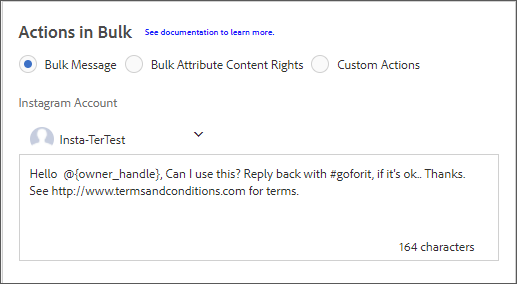 Actions in Bulk See documentation to learn more.
Bulk Message Bulk Attribute Content Rights Custom Actions
Instagram Account
Insta-TerTest
Hello  @{owner_handle}, Can I use this? Reply back with #goforit, if it's ok.. Thanks.
See http://www.termsandconditions.com for terms.
164 characters